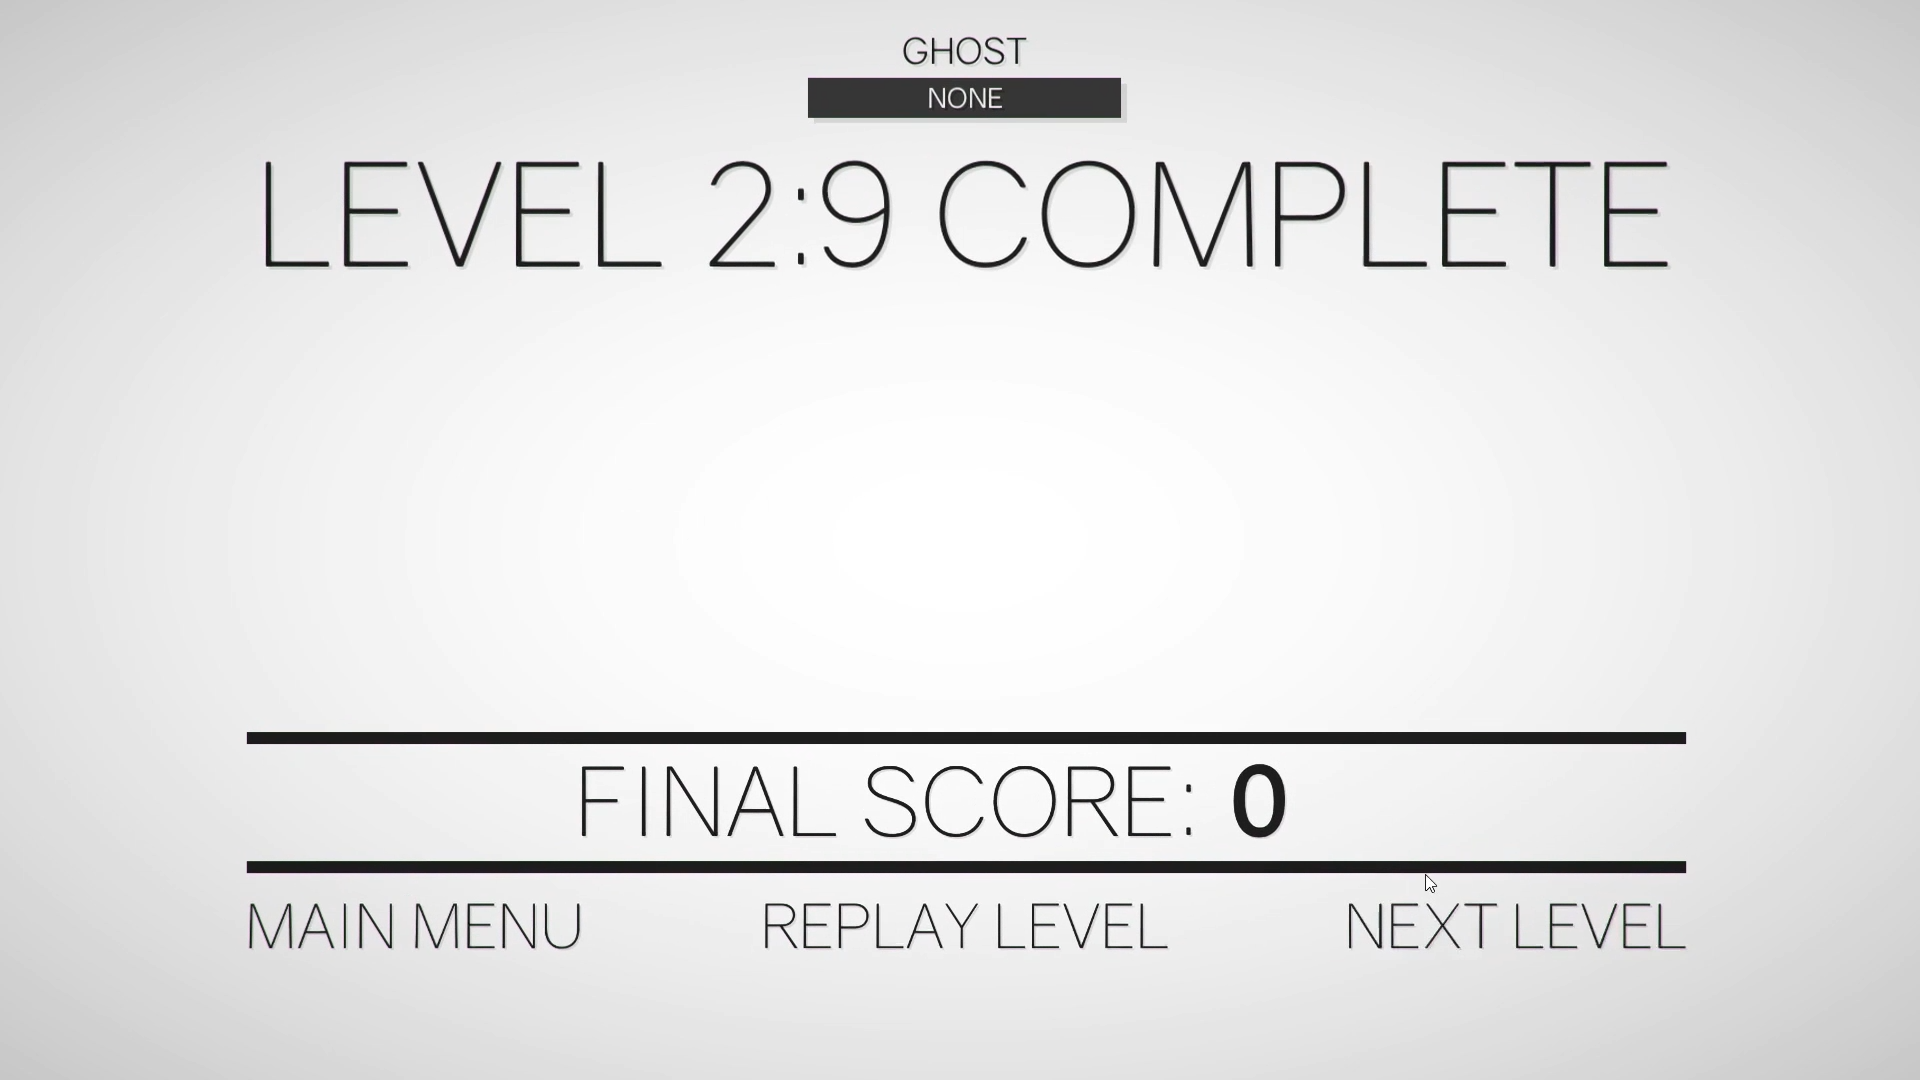 GHOST
NONE
LEVEL 2:9 COMPLETE
FINAL SCORE: 0
MAIN MENU REPLAY LEVEL NEXT LEVEL